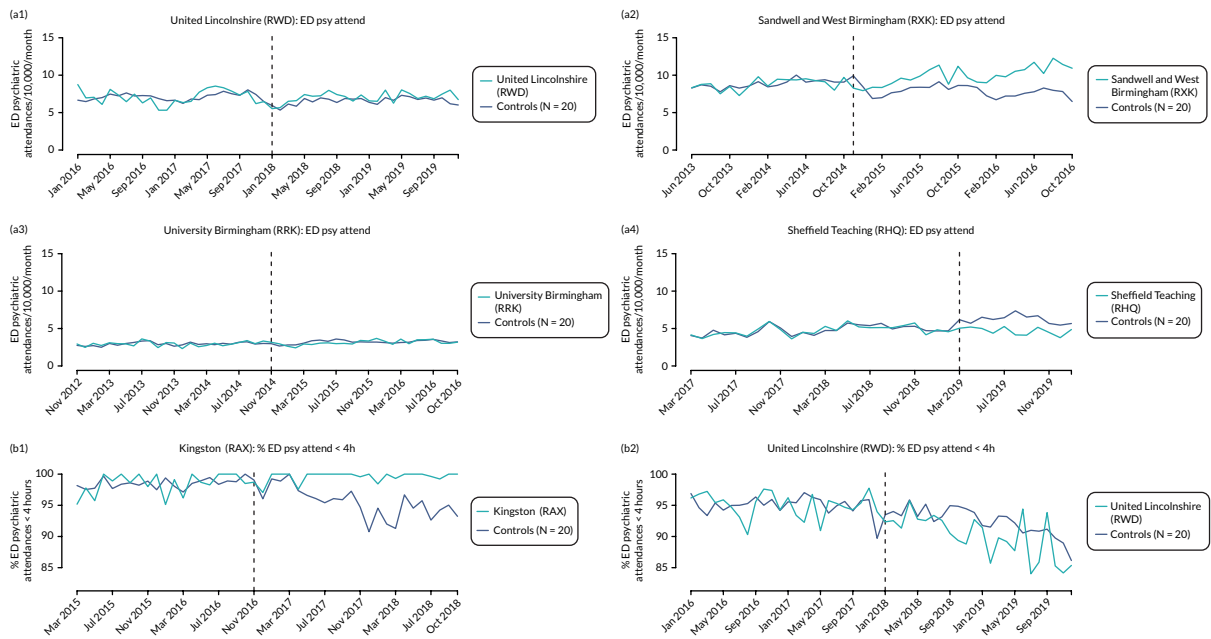 (a1)
United Lincolnshire (RWD): ED psy attend
ED psychiatric
attendances/10,000/month
15
10
5
0
Jan 2016
May 2016
Sep 2016
Jan 2017
May 2017
Sep 2017
Jan 2018
May 2018
Sep 2018
Jan 2019
May 2019
Sep 2019
United Lincolnshire
(RWD)
Controls (N = 20)
(a2)
Sandwell and West Birmingham (RXK): ED psy attend
ED psychiatric
attendances/10,000/month
15
10
5
0
Jun 2013
Oct 2013
Feb 2014
Jun 2014
Oct 2014
Feb 2015
Jun 2015
Oct 2015
Feb 2016
Jun 2016
Oct 2016
Sandwell and West
Birmingham (RXK)
Controls (N = 20)
(a3)
University Birmingham (RRK): ED psy attend
ED psychiatric
attendances/10,000/month
15
10
5
0
Nov 2012
Mar 2013
Jul 2013
Nov 2013
Mar 2014
Jul 2014
Nov 2014
Mar 2015
Jul 2015
Nov 2015
Mar 2016
Jul 2016
Oct 2016
University Birmingham
(RRK)
Controls (N = 20)
(a4)
Sheffield Teaching (RHQ): ED psy attend
ED psychiatric
attendances/10,000/month
15
10
5
0
Mar 2017
Jul 2017
Nov 2017
Mar 2018
Jul 2018
Nov 2018
Mar 2019
Jul 2019
Nov 2019
Sheffield Teaching
(RHQ)
Controls (N = 20)
(b1)
Kingston (RAX): % ED psy attend < 4h
% ED psychiatric
attendances < 4 hours
100
95
90
85
Mar 2015
Jul 2015
Nov 2015
Mar 2016
Jul 2016
Nov 2016
Mar 2017
Jul 2017
Nov 2017
Mar 2018
Jul 2018
Oct 2018
Kingston (RAX)
Controls (N = 20)
(b2)
United Lincolnshire (RWD): % ED psy attend < 4h
% ED psychiatric
attendances < 4 hours
100
95
90
85
Jan 2016
May 2016
Sep 2016
Jan 2017
May 2017
Sep 2017
Jan 2018
May 2018
Sep 2018
Jan 2019
May 2019
Sep 2019
United Lincolnshire
(RWD)
Controls (N = 20)